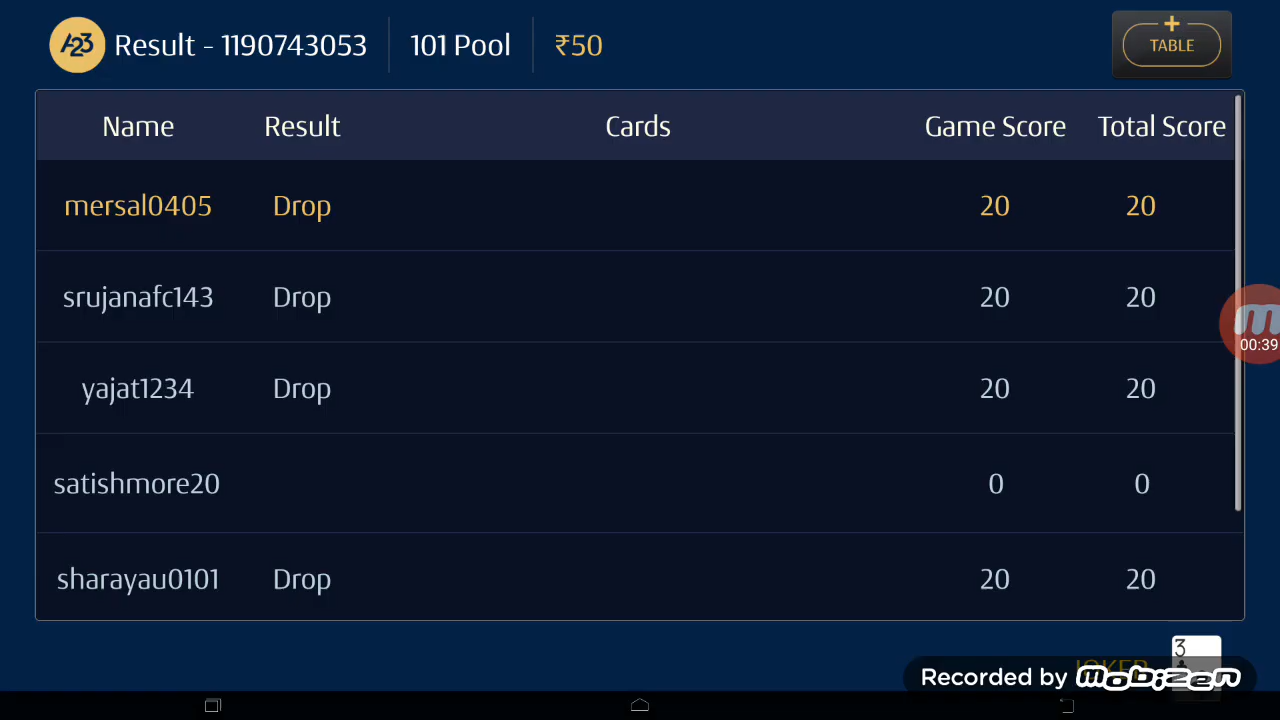 A23 Result - 1190743053 101 Pool ₹50
+ TABLE
Name Result Cards Game Score Total Score
mersal0405 Drop 20 20
srujanafc143 Drop 20 20
yajat1234 Drop 20 20
00:39
satishmore20 0 0
sharayau0101 Drop 20 20
3
JOKER
Recorded by mobizen